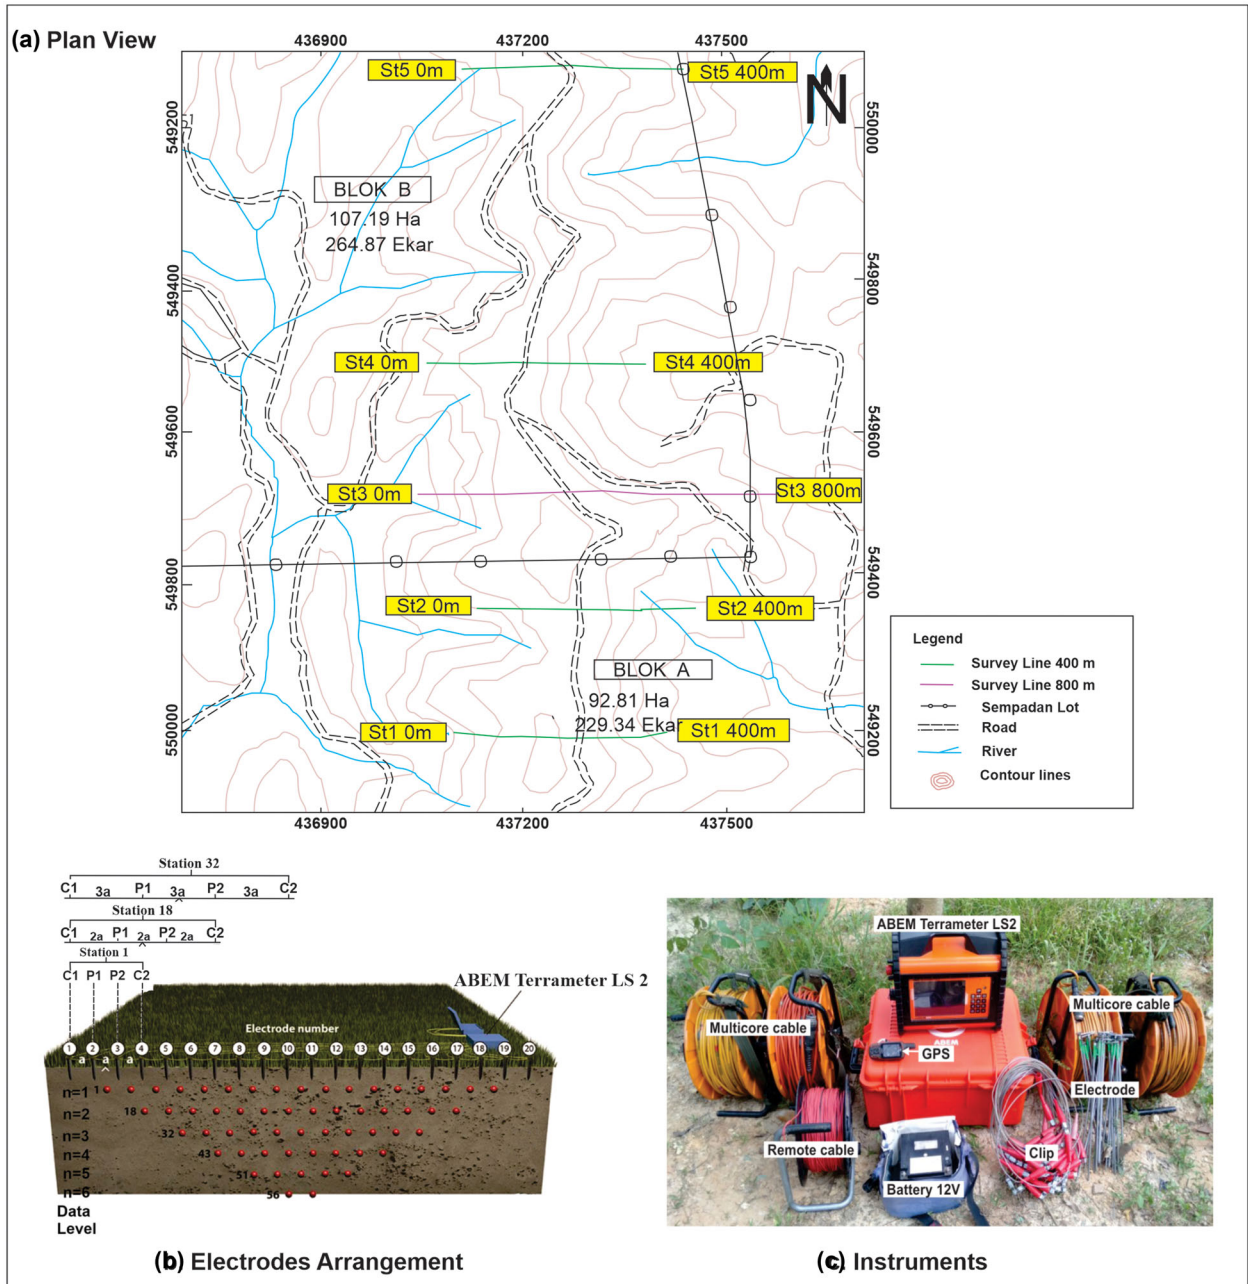 (a) Plan View
436900
437200
437500
St5 0m
St5 400m
N
549200
550000
51
BLOK B
107.19 Ha
264.87 Ekar
549400
549800
St4 0m
St4 400m
549600
549600
St3 0m
St3 800m
549800
549400
St2 0m
St2 400m
BLOK A
92.81 Ha
229.34 Ekar
St1 0m
St1 400m
550000
549200
436900
437200
437500
Legend
Survey Line 400 m
Survey Line 800 m
Sempadan Lot
Road
River
Contour lines
Station 32
C1 3a P1 3a P2 3a C2
Station 18
C1 2a P1 2a P2 2a C2
Station 1
C1 P1 P2 C2
ABEM Terrameter LS 2
Electrode number
1 2 3 4 5 6 7 8 9 10 11 12 13 14 15 16 17 18 19 20
a a a
n=1 1
n=2 18
n=3 32
n=4 43
n=5 51
n=6 56
Data
Level
(b) Electrodes Arrangement
ABEM Terrameter LS2
Multicore cable
Multicore cable
ABEM
GPS
Electrode
Remote cable
Clip
Battery 12V
(c) Instruments